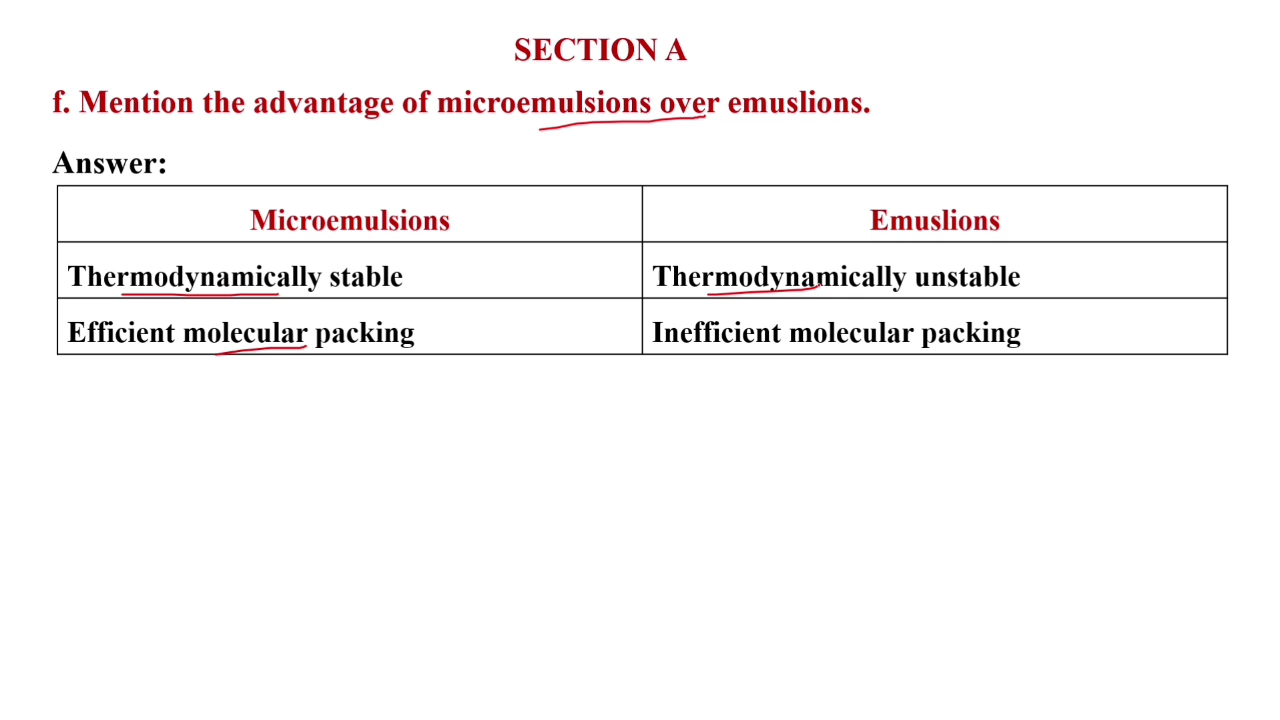 SECTION A
f. Mention the advantage of microemulsions over emuslions.
Answer:
Microemulsions Emuslions
Thermodynamically stable Thermodynamically unstable
Efficient molecular packing Inefficient molecular packing